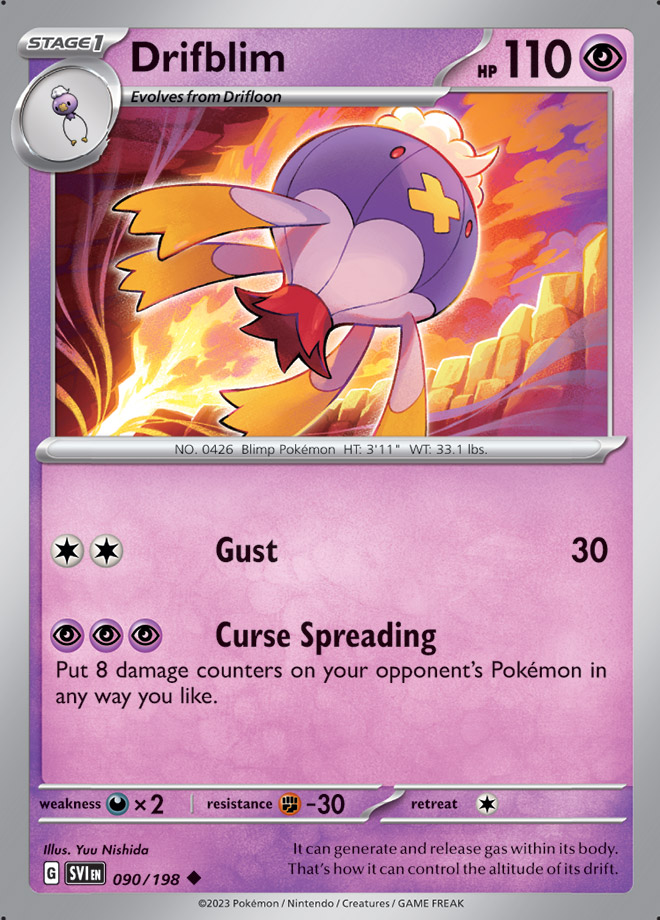 STAGE1
Drifblim
HP 110
Evolves from Drifloon
NO. 0426 Blimp Pokémon HT: 3'11" WT: 33.1 lbs.
Gust 30
Curse Spreading
Put 8 damage counters on your opponent's Pokémon in
any way you like.
weakness ×2 resistance -30 retreat
Illus. Yuu Nishida
It can generate and release gas within its body.
That's how it can control the altitude of its drift.
G SVI EN 090/198
©2023 Pokémon / Nintendo / Creatures / GAME FREAK